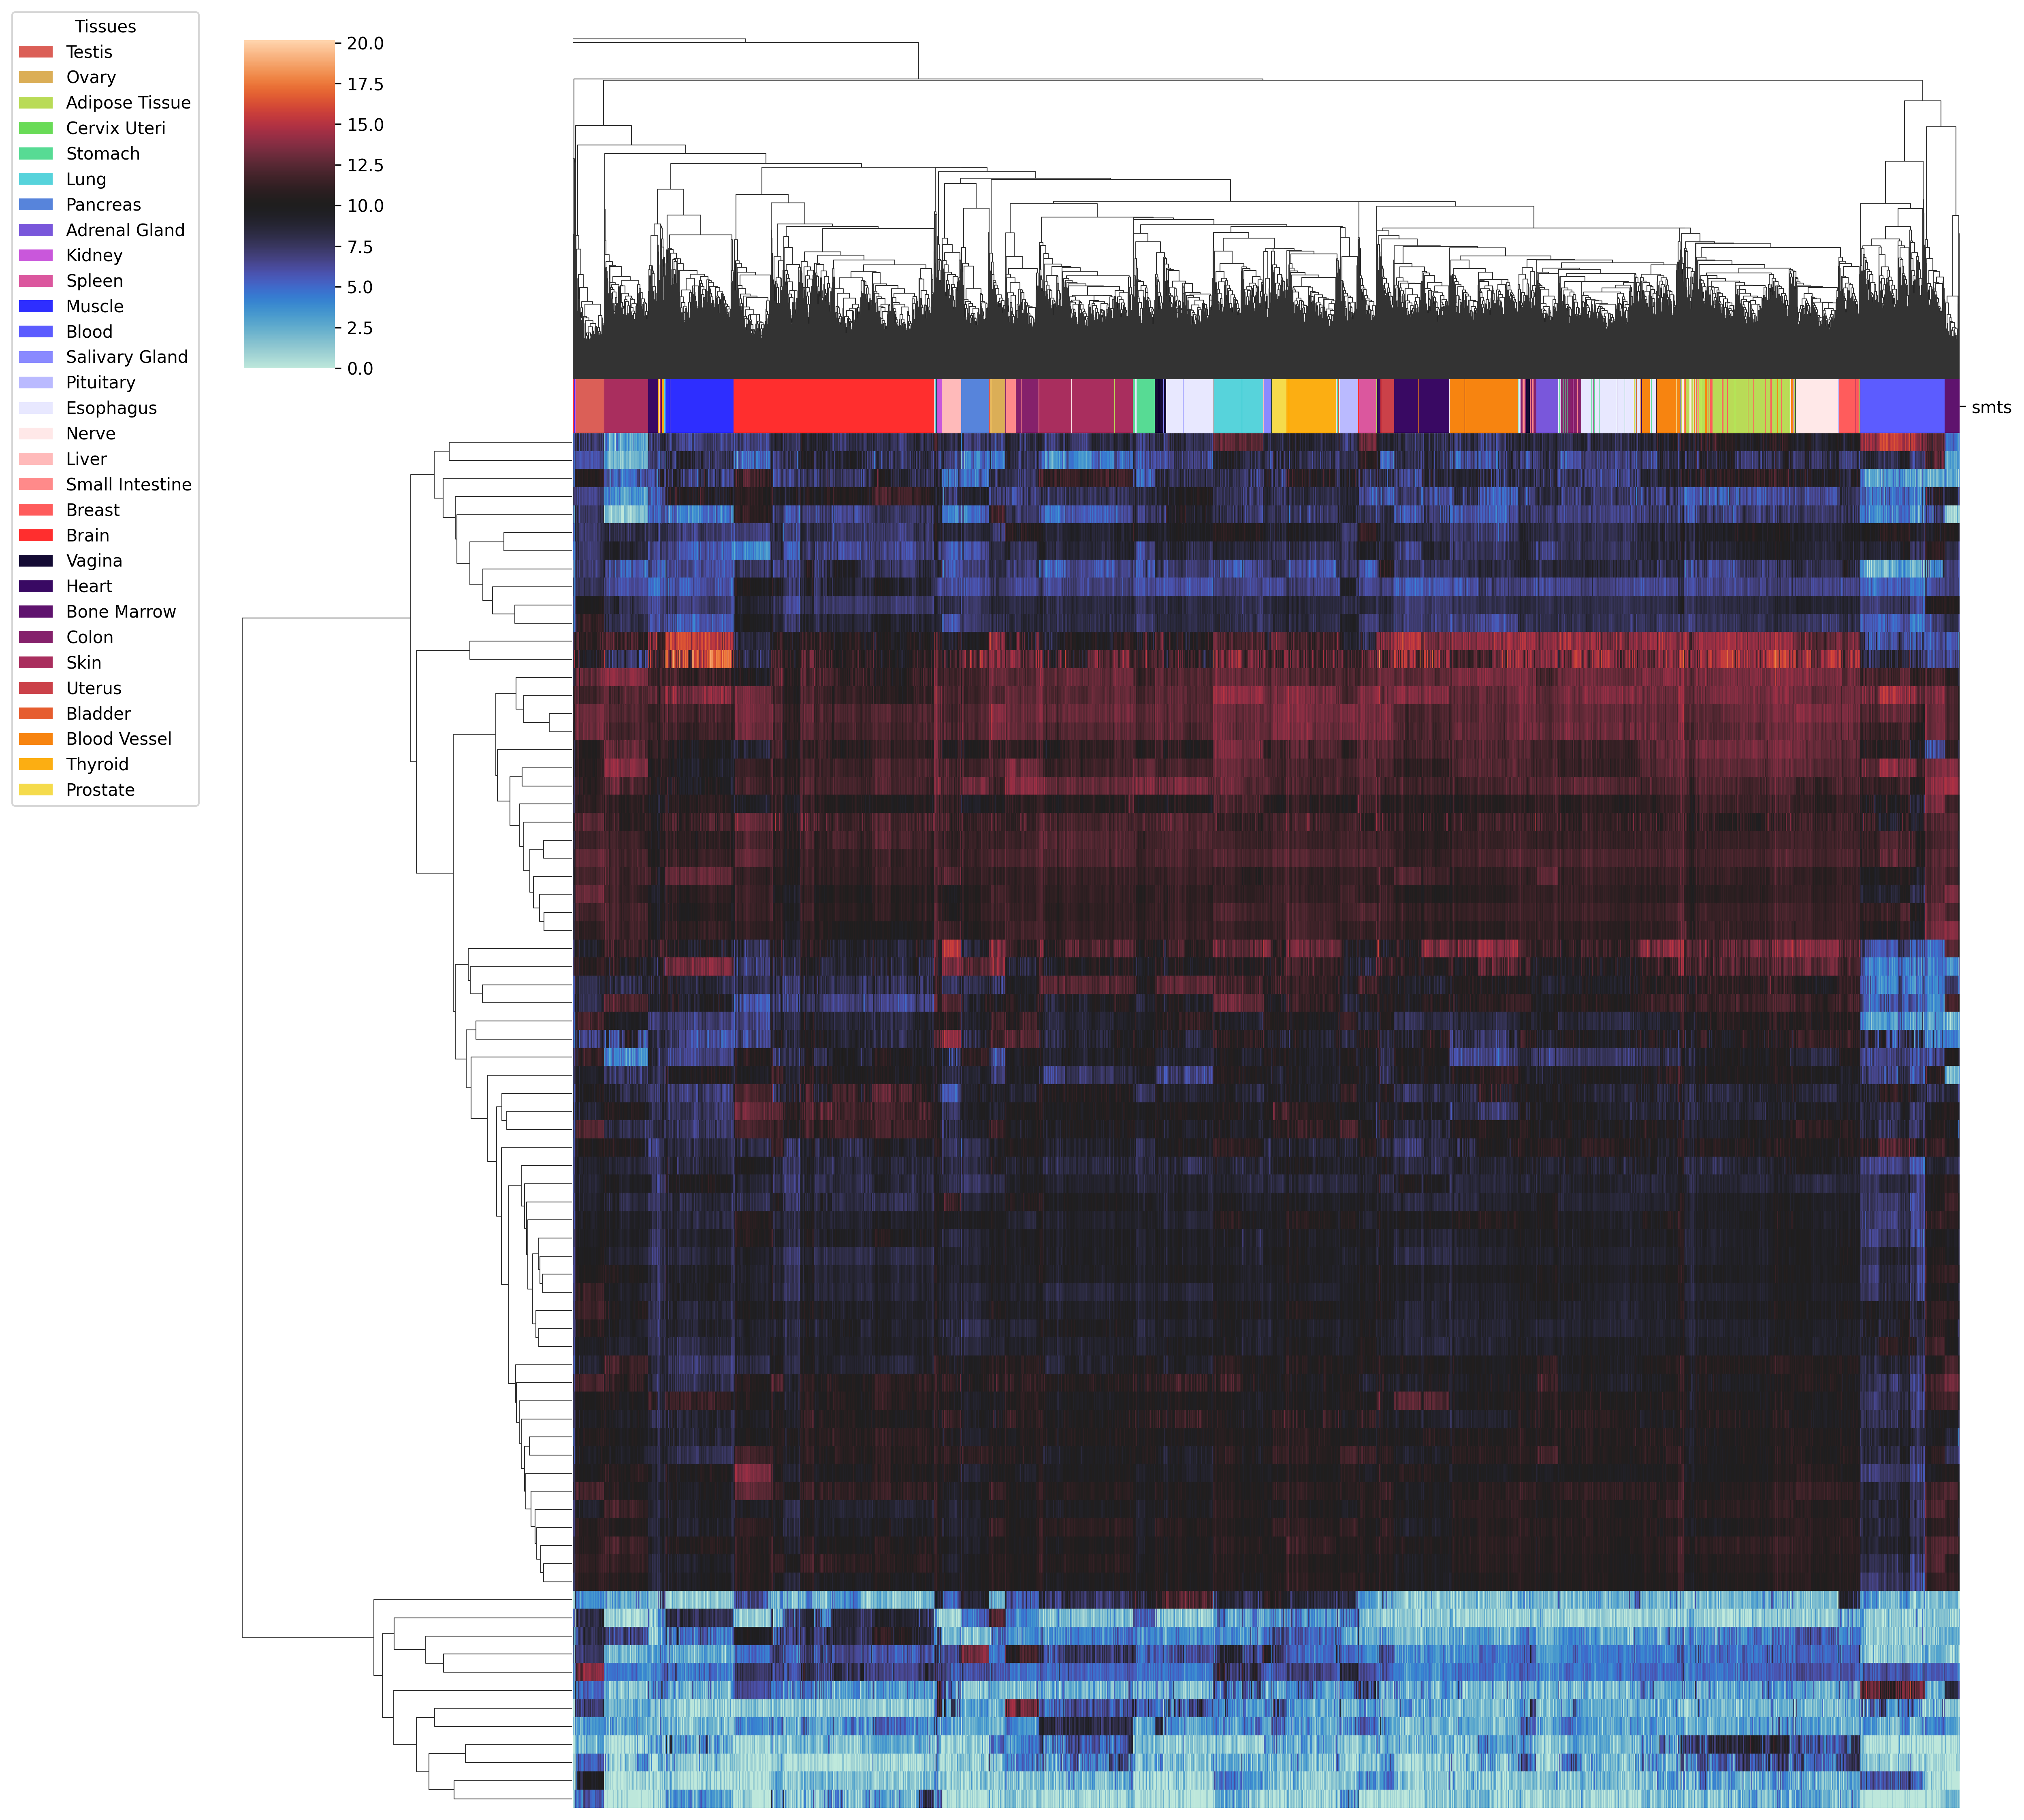 Tissues
Testis
Ovary
Adipose Tissue
Cervix Uteri
Stomach
Lung
Pancreas
Adrenal Gland
Kidney
Spleen
Muscle
Blood
Salivary Gland
Pituitary
Esophagus
Nerve
Liver
Small Intestine
Breast
Brain
Vagina
Heart
Bone Marrow
Colon
Skin
Uterus
Bladder
Blood Vessel
Thyroid
Prostate
20.0
17.5
15.0
12.5
10.0
7.5
5.0
2.5
0.0
smts